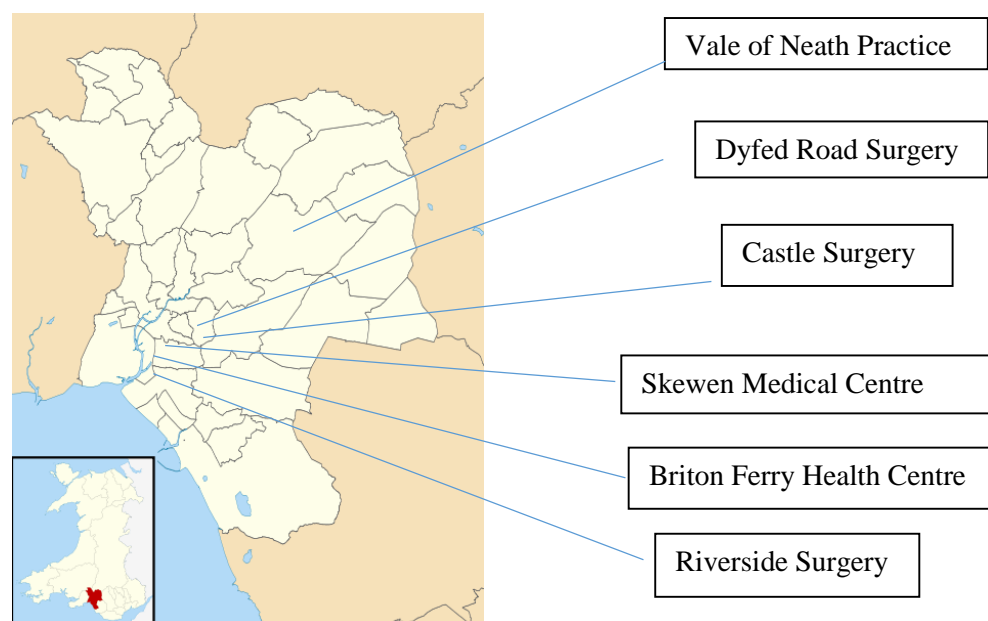 Vale of Neath Practice
Dyfed Road Surgery
Castle Surgery
Skewen Medical Centre
Briton Ferry Health Centre
Riverside Surgery